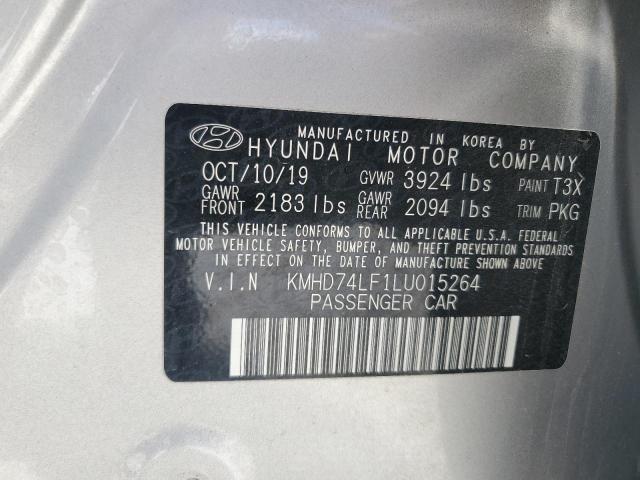 MANUFACTURED IN KOREA BY
HYUNDAI MOTOR COMPANY
OCT/10/19 GVWR 3924 lbs PAINT T3X
GAWR FRONT 2183 lbs GAWR REAR 2094 lbs TRIM PKG
THIS VEHICLE CONFORMS TO ALL APPLICABLE U.S.A. FEDERAL
MOTOR VEHICLE SAFETY, BUMPER, AND THEFT PREVENTION STANDARDS
IN EFFECT ON THE DATE OF MANUFACTURE SHOWN ABOVE
V.I.N KMHD74LF1LU015264
PASSENGER CAR